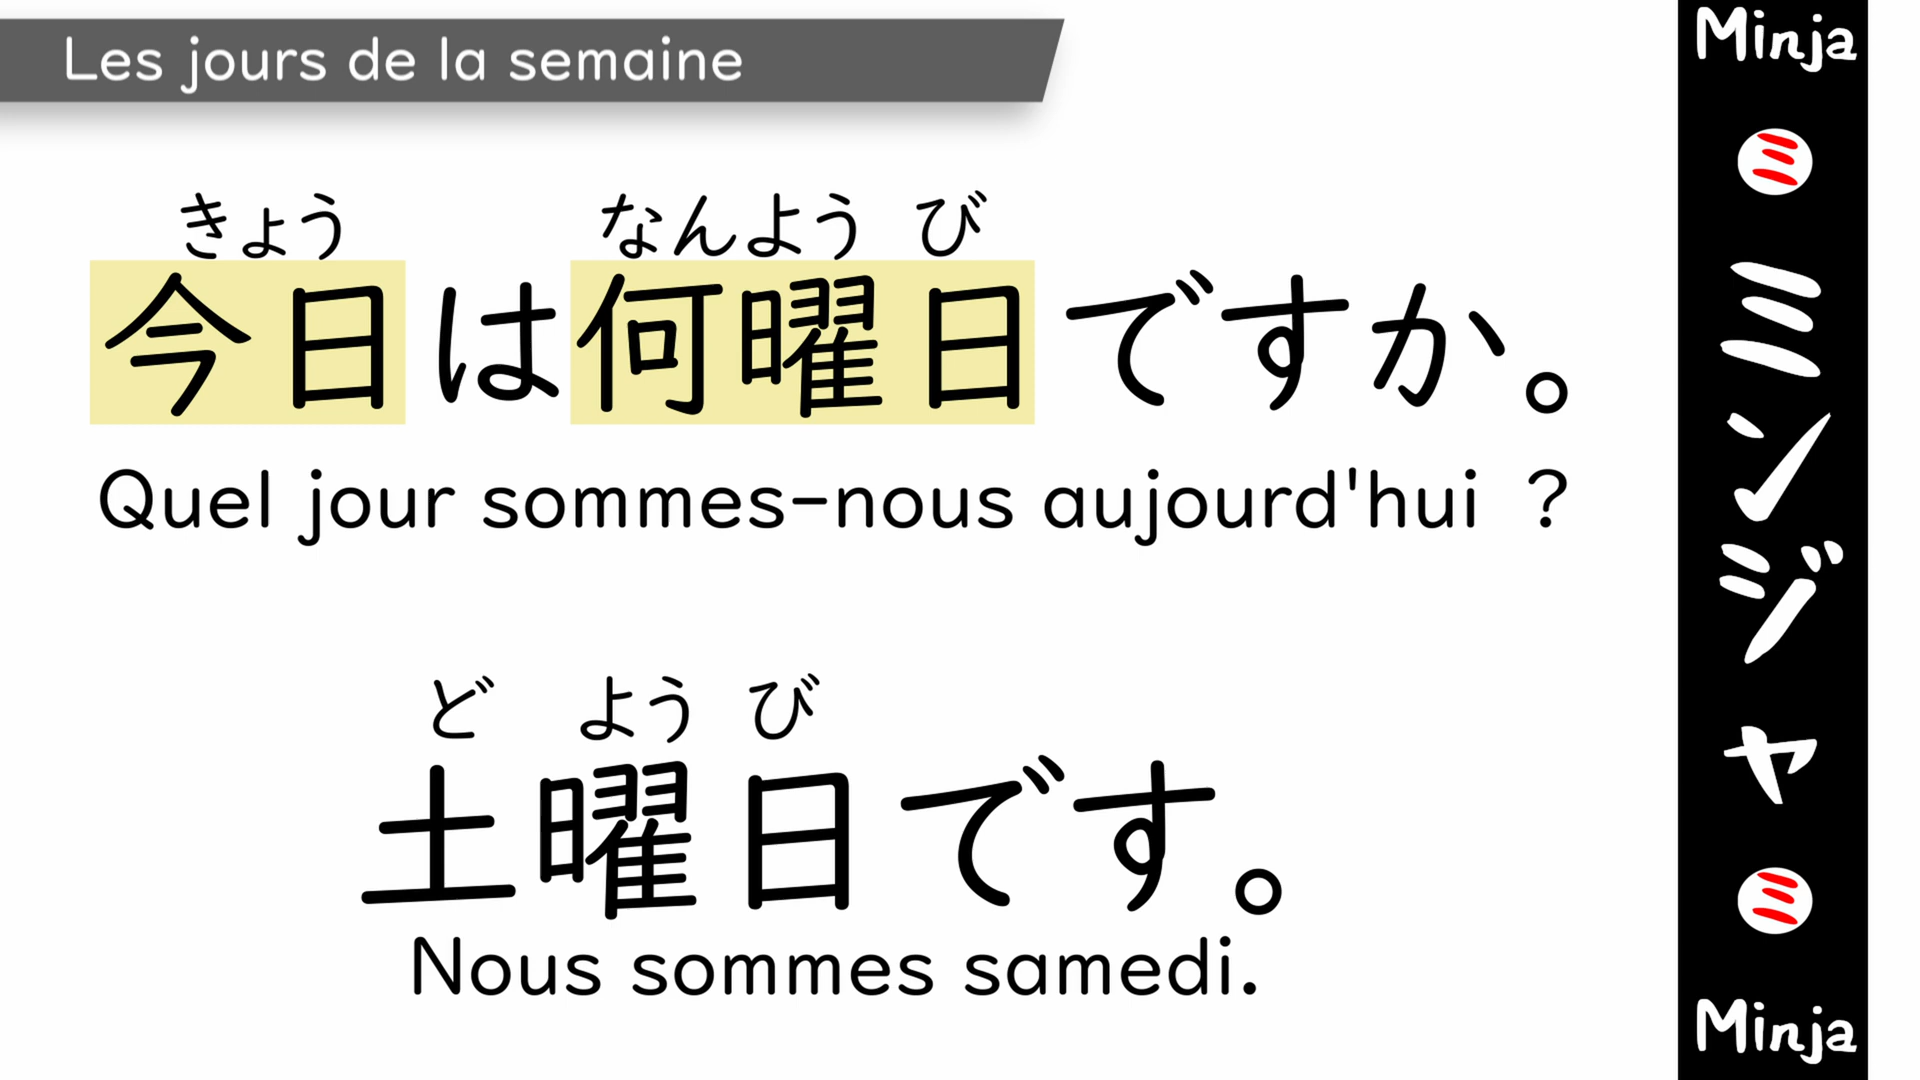 Les jours de la semaine
きょう なんようび
今日は何曜日ですか。
Quel jour sommes-nous aujourd'hui ?
どようび
土曜日です。
Nous sommes samedi.
Minja
ミ
ミンジャ
ミ
Minja